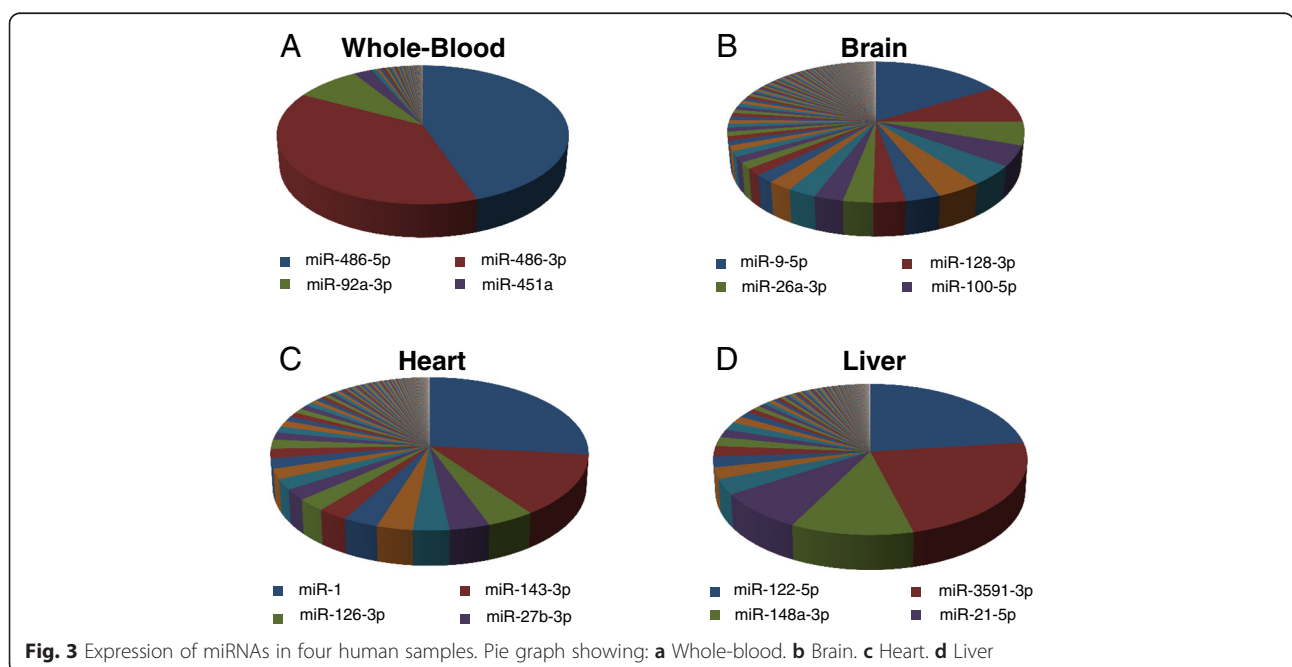 A Whole-Blood
miR-486-5p miR-486-3p
miR-92a-3p miR-451a
B Brain
miR-9-5p miR-128-3p
miR-26a-3p miR-100-5p
C Heart
miR-1 miR-143-3p
miR-126-3p miR-27b-3p
D Liver
miR-122-5p miR-3591-3p
miR-148a-3p miR-21-5p
Fig. 3 Expression of miRNAs in four human samples. Pie graph showing: a Whole-blood. b Brain. c Heart. d Liver